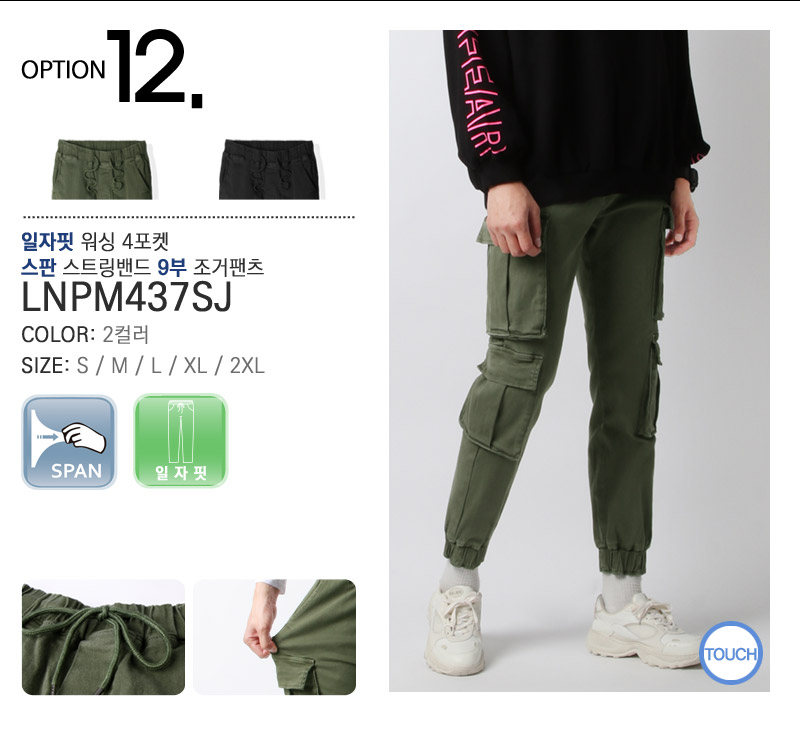 OPTION 12.
일자핏 워싱 4포켓
스판 스트링밴드 9부 조거팬츠
LNPM437SJ
COLOR: 2컬러
SIZE: S / M / L / XL / 2XL
SPAN
일자핏
TOUCH